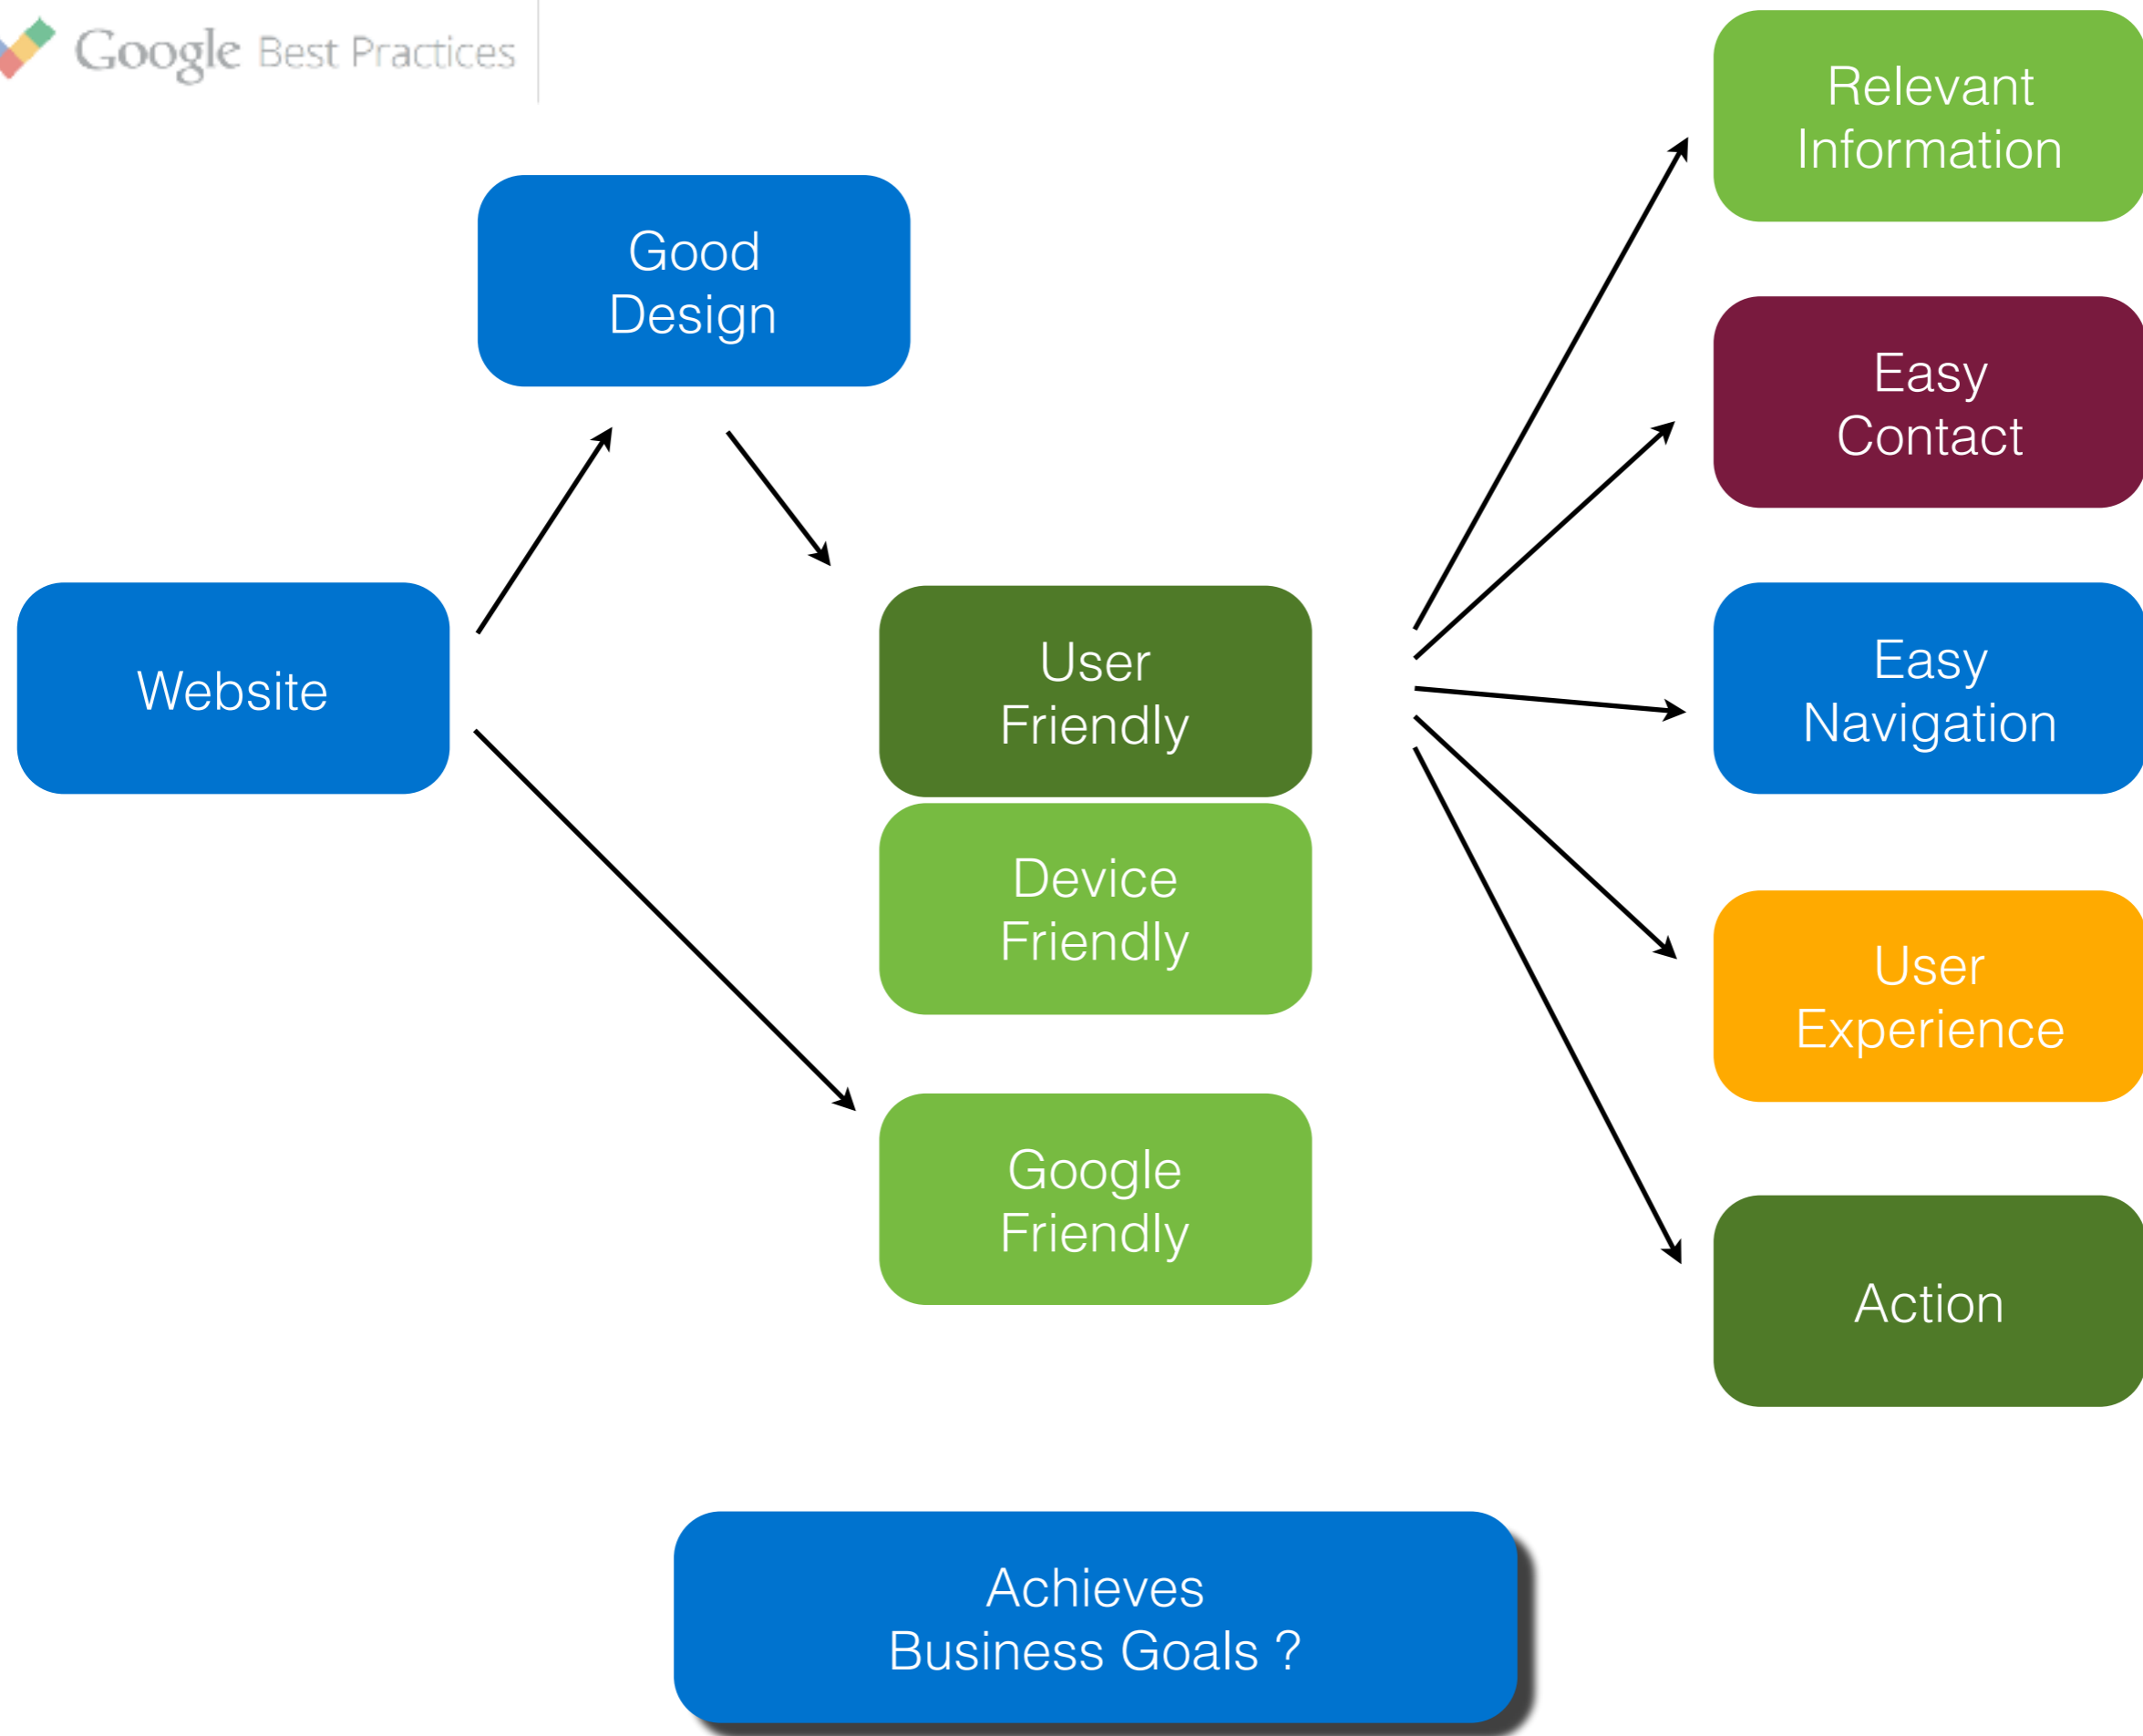 Google Best Practices
Good
Design
Website
User
Friendly
Device
Friendly
Google
Friendly
Relevant
Information
Easy
Contact
Easy
Navigation
User
Experience
Action
Achieves
Business Goals ?